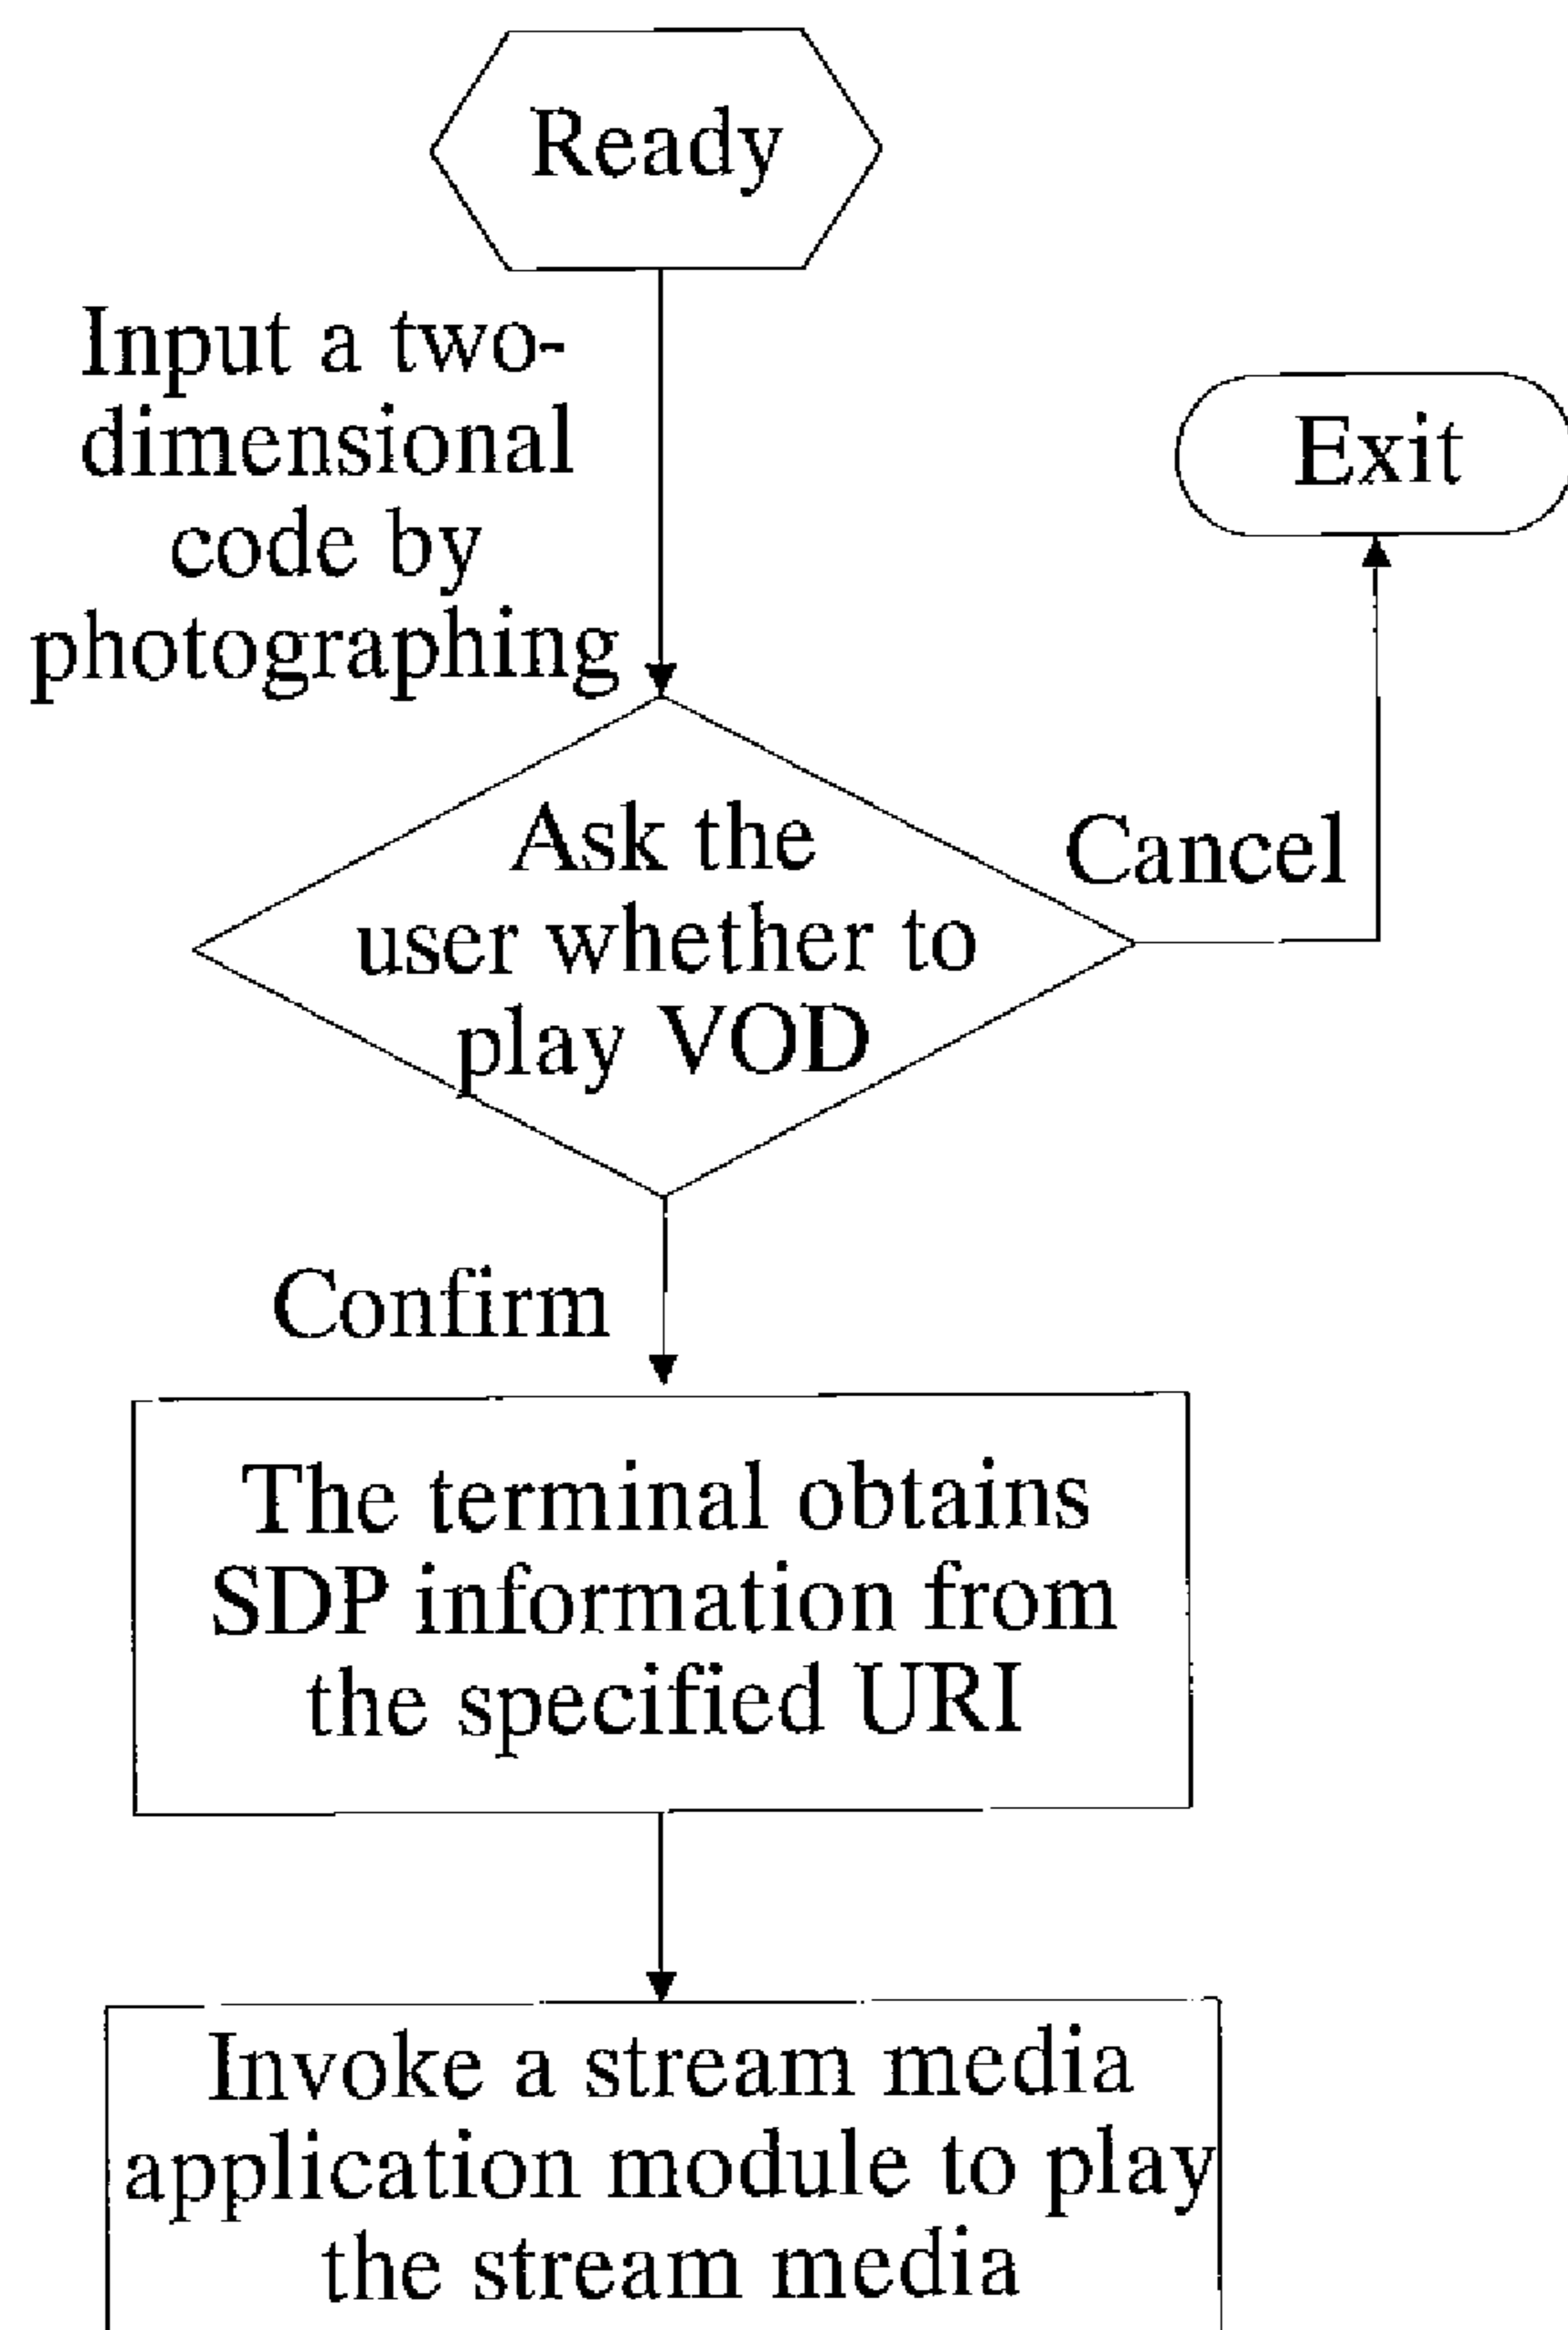 Ready
Input a two-
dimensional
code by
photographing
Exit
Ask the
user whether to
play VOD
Cancel
Confirm
The terminal obtains
SDP information from
the specified URI
Invoke a stream media
application module to play
the stream media